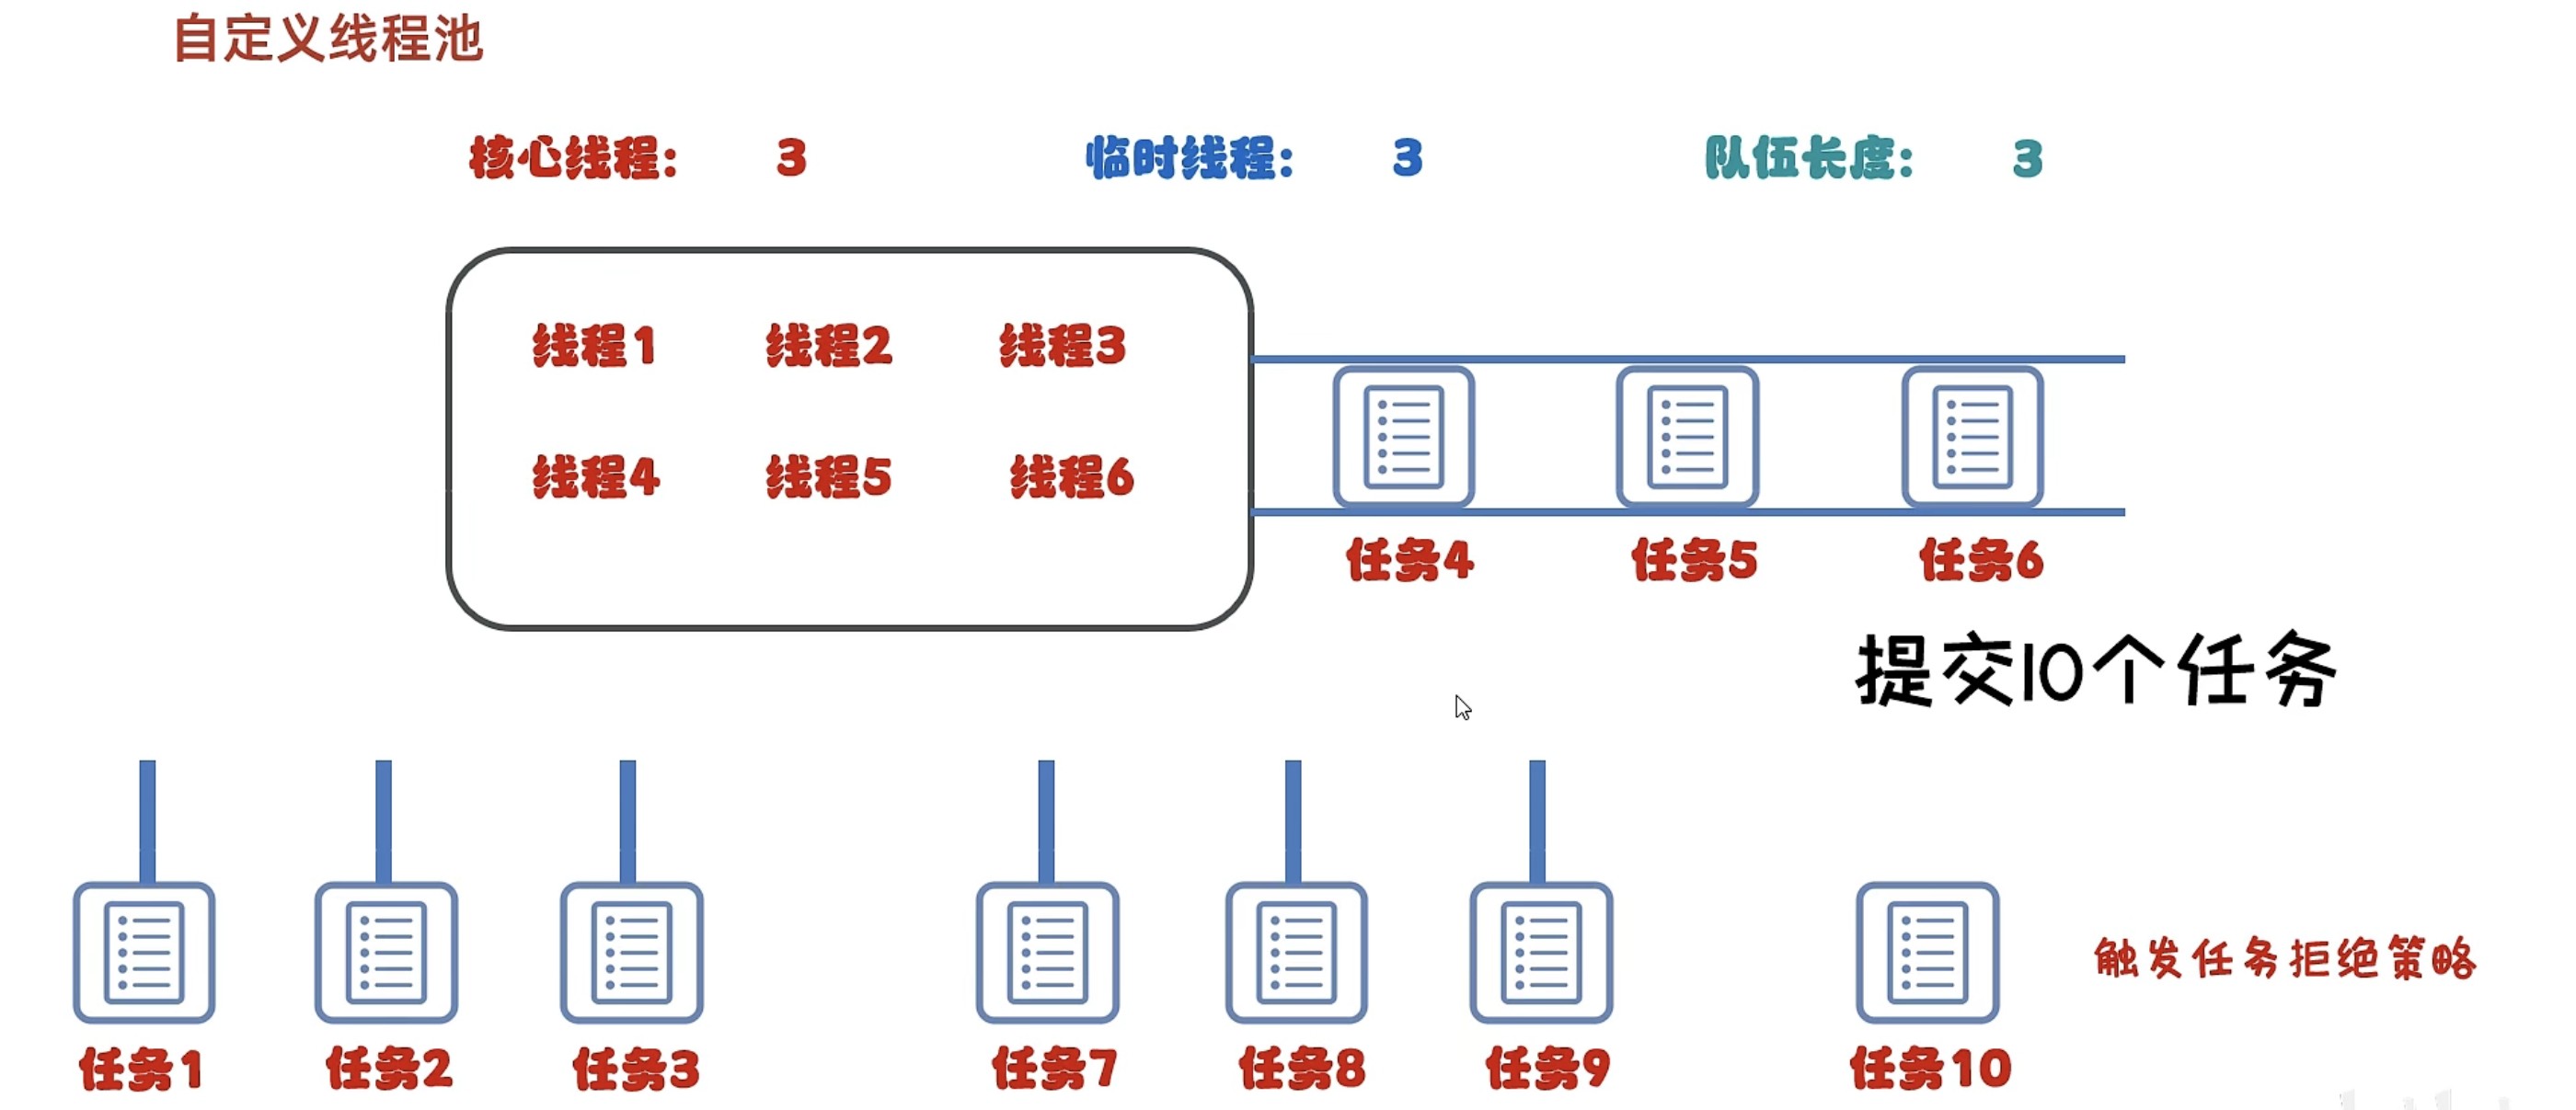 自定义线程池
核心线程: 3 临时线程: 3 队伍长度: 3
线程1 线程2 线程3
线程4 线程5 线程6
任务4 任务5 任务6
提交10个任务
触发任务拒绝策略
任务1 任务2 任务3 任务7 任务8 任务9 任务10